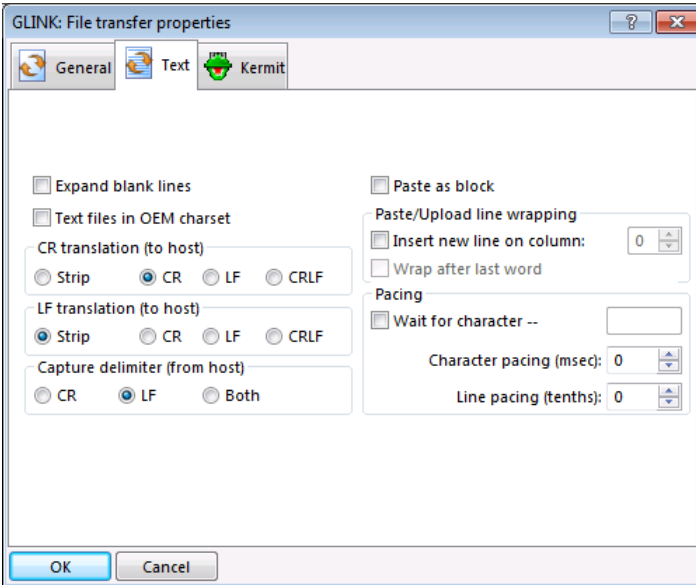 GLINK: File transfer properties
General Text Kermit
Expand blank lines
Text files in OEM charset
CR translation (to host)
Strip CR LF CRLF
LF translation (to host)
Strip CR LF CRLF
Capture delimiter (from host)
CR LF Both
Paste as block
Paste/Upload line wrapping
Insert new line on column: 0
Wrap after last word
Pacing
Wait for character --
Character pacing (msec): 0
Line pacing (tenths): 0
OK Cancel